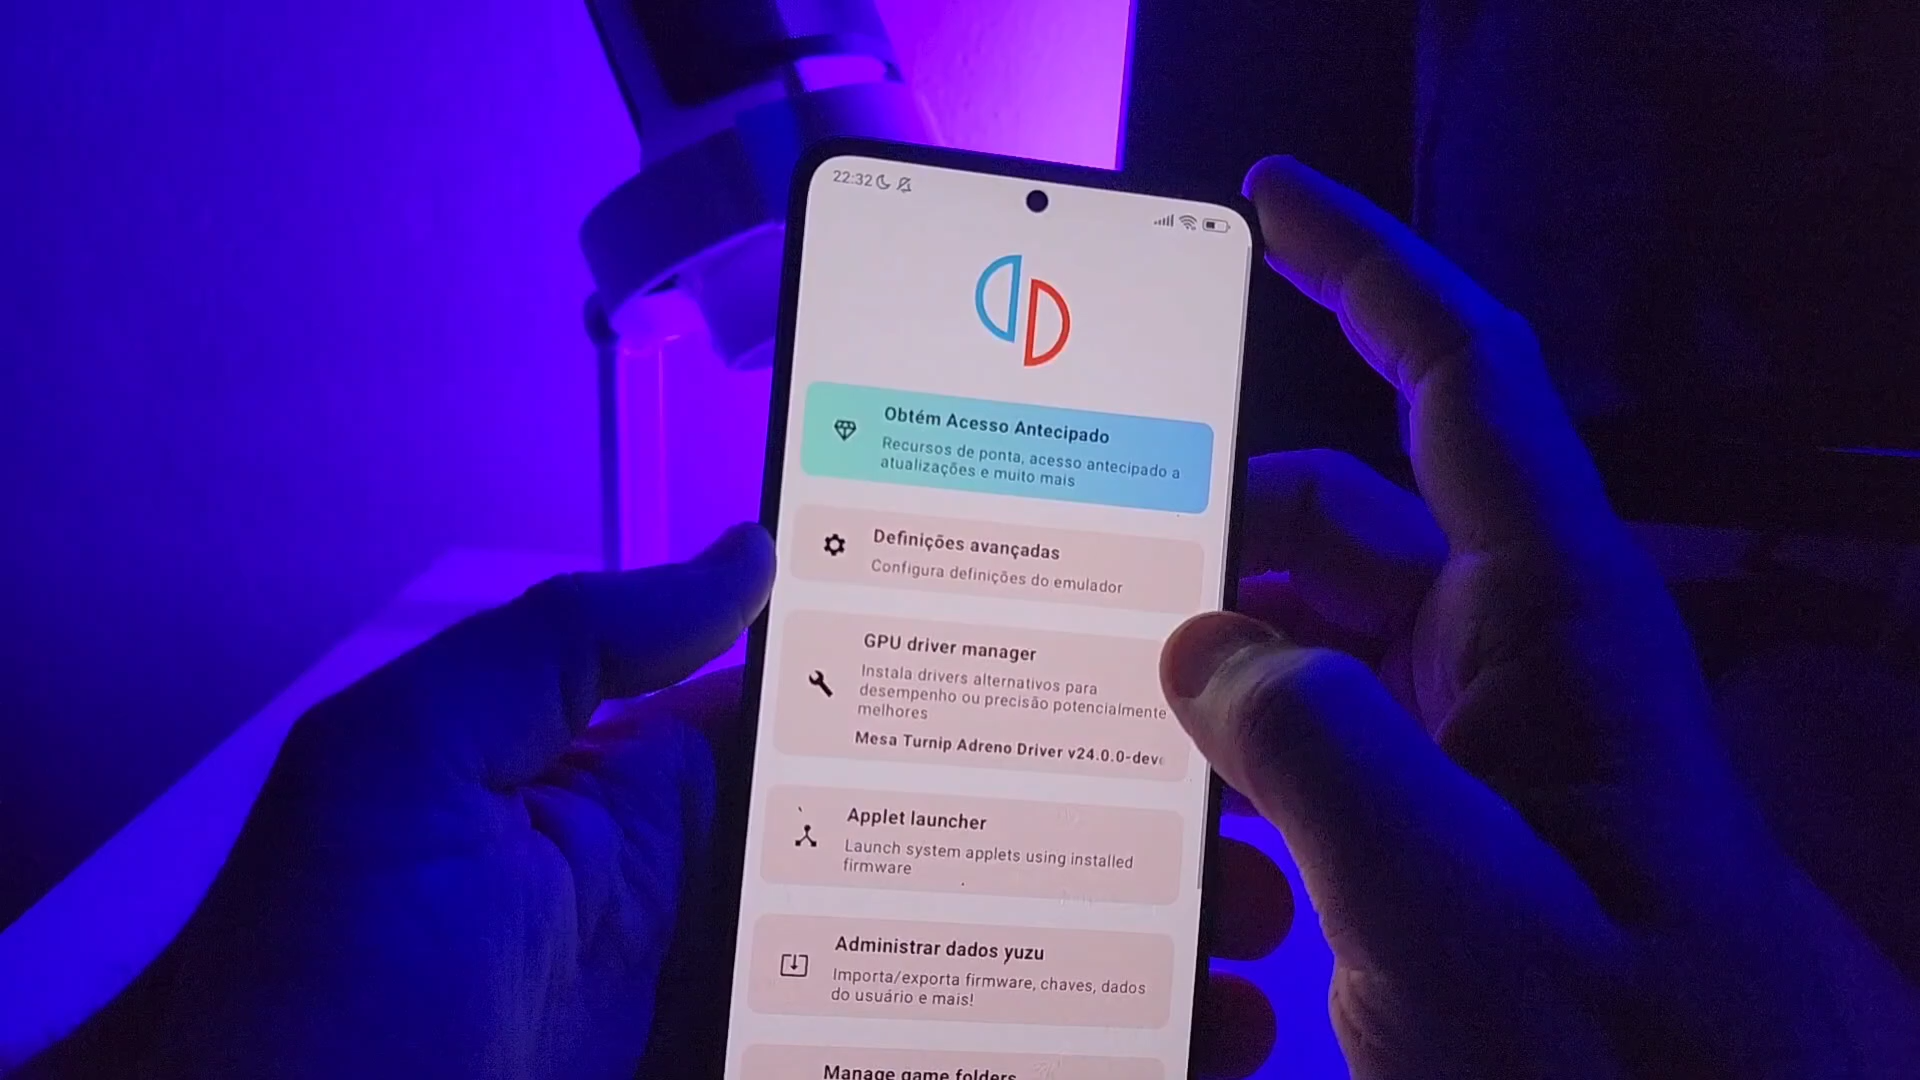 22:32
Obtém Acesso Antecipado
Recursos de ponta, acesso antecipado a
atualizações e muito mais
Definições avançadas
Configura definições do emulador
GPU driver manager
Instala drivers alternativos para
desempenho ou precisão potencialmente
melhores
Mesa Turnip Adreno Driver v24.0.0-deve
Applet launcher
Launch system applets using installed
firmware
Administrar dados yuzu
Importa/exporta firmware, chaves, dados
do usuário e mais!
Manage game folders